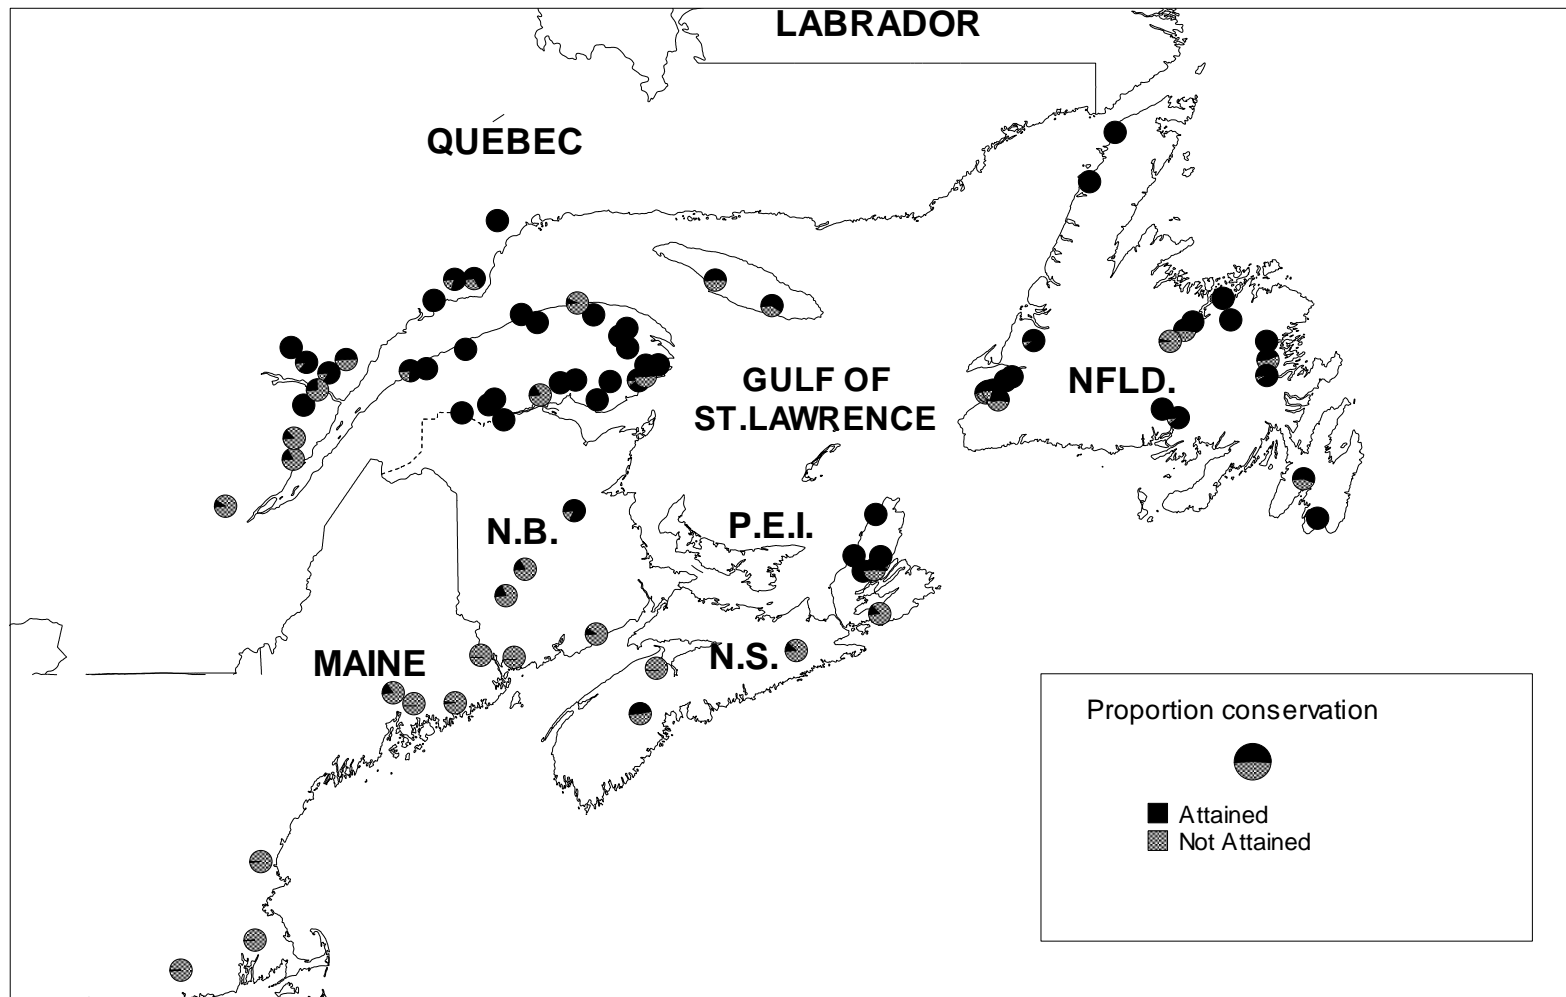 LABRADOR
QUÉBEC
GULF OF
ST.LAWRENCE
NFLD.
P.E.I.
N.B.
N.S.
MAINE
Proportion conservation
Attained
Not Attained